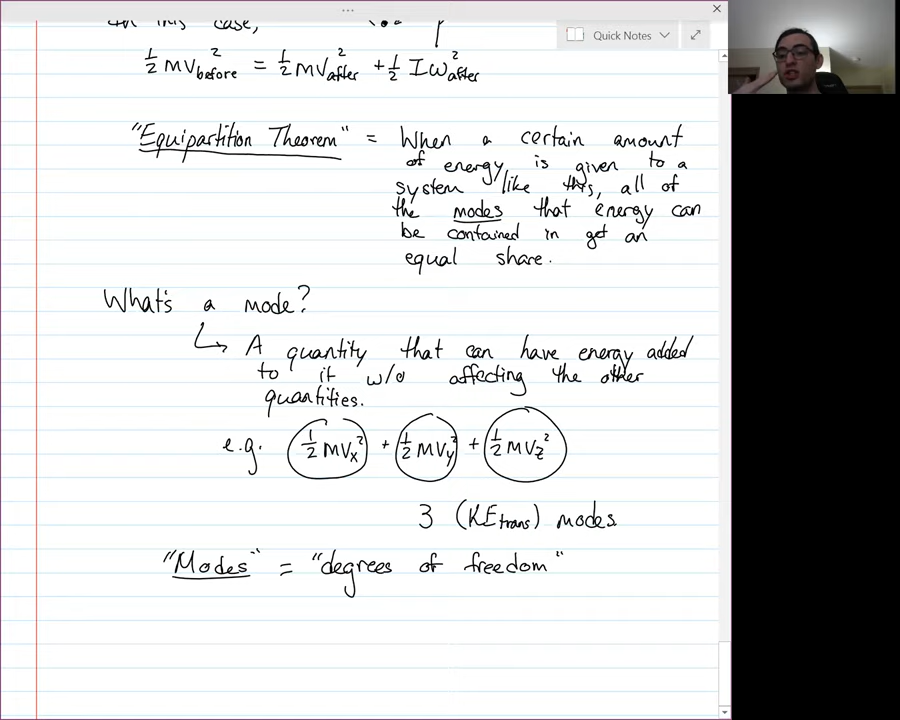 In this case,
Quick Notes
½ mv²before = ½ mv²after + ½ Iω²after
"Equipartition Theorem" = When a certain amount
of energy is given to a
system like this, all of
the modes that energy can
be contained in get an
equal share.
What's a mode?
A quantity that can have energy added
to it w/o affecting the other
quantities.
e.g. ½ mvx² + ½ mvy² + ½ mvz²
3 (KEtrans) modes
"Modes" = "degrees of freedom"